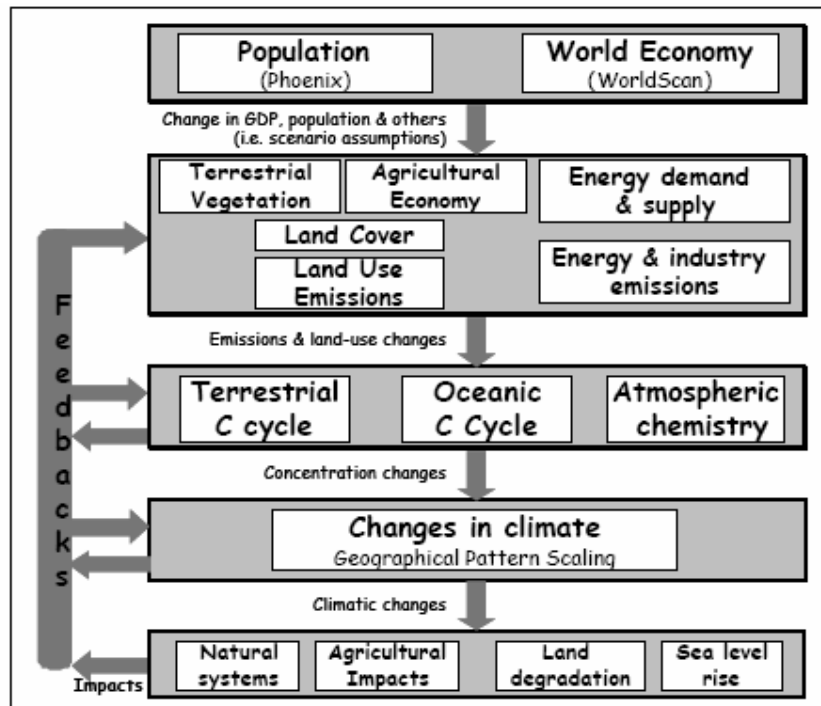 Population
(Phoenix)
World Economy
(WorldScan)
Change in GDP, population & others
(i.e. scenario assumptions)
Terrestrial
Vegetation
Agricultural
Economy
Energy demand
& supply
Land Cover
Land Use
Emissions
Energy & industry
emissions
Feedbacks
Emissions & land-use changes
Terrestrial
C cycle
Oceanic
C Cycle
Atmospheric
chemistry
Concentration changes
Changes in climate
Geographical Pattern Scaling
Climatic changes
Natural
systems
Agricultural
Impacts
Land
degradation
Sea level
rise
Impacts